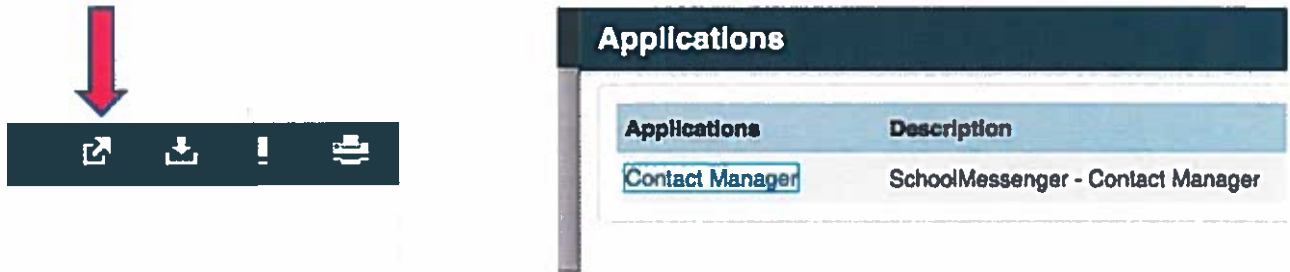 Applications
Applications Description
Contact Manager SchoolMessenger - Contact Manager